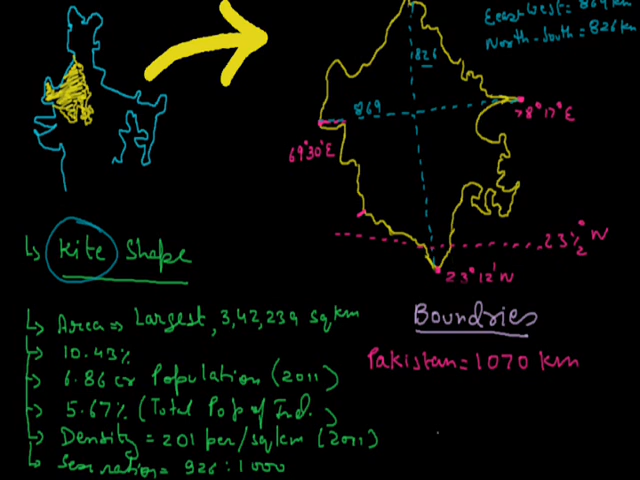 East West = 869 km
North-South = 826 km
826
869
78°17'E
69°30'E
23½°N
23°12'N
Kite Shape
Boundries
Area => Largest, 3,42,239 sq km
Pakistan = 1070 km
10.43%
6.86 cr Population (2011)
5.67% (Total Pop of Ind.)
Density = 201 per/sq km (2011)
Sex ration = 926:1000